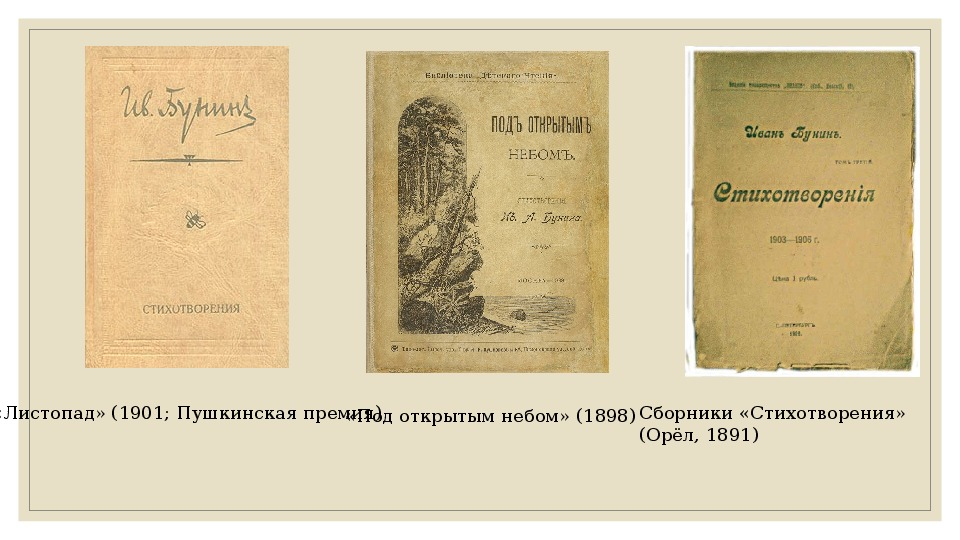 Ив. Бунинъ
СТИХОТВОРЕНИЯ
Библіотека „Дѣтскаго Чтенія“
ПОДЪ ОТКРЫТЫМЪ
НЕБОМЪ.
СТИХОТВОРЕНІЯ
Ив. А. Бунина.
Иванъ Бунинъ.
Стихотворенія
1903—1906 г.
Цѣна 1 рубль.
«Листопад» (1901; Пушкинская премия)
«Под открытым небом» (1898)
Сборники «Стихотворения»
(Орёл, 1891)